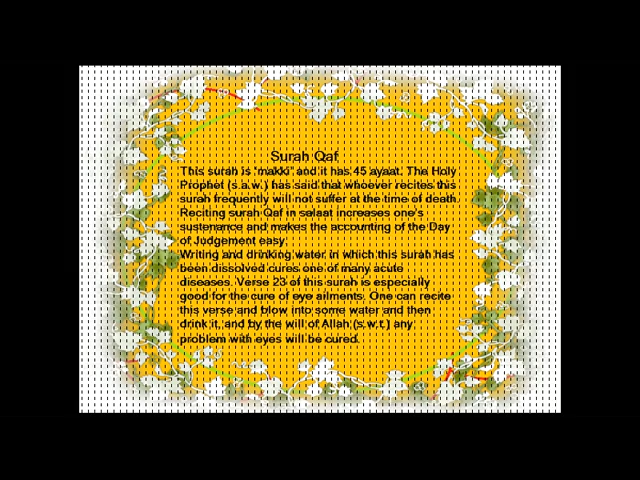 Surah Qaf
This surah is 'makki' and it has 45 ayaat. The Holy
Prophet (s.a.w.) has said that whoever recites this
surah frequently will not suffer at the time of death.
Reciting surah Qaf in salaat increases one's
sustenance and makes the accounting of the Day
of Judgement easy.
Writing and drinking water in which this surah has
been dissolved cures one of many acute
diseases. Verse 23 of this surah is especially
good for the cure of eye ailments. One can recite
this verse and blow into some water and then
drink it, and by the will of Allah (s.w.t.) any
problem with eyes will be cured.